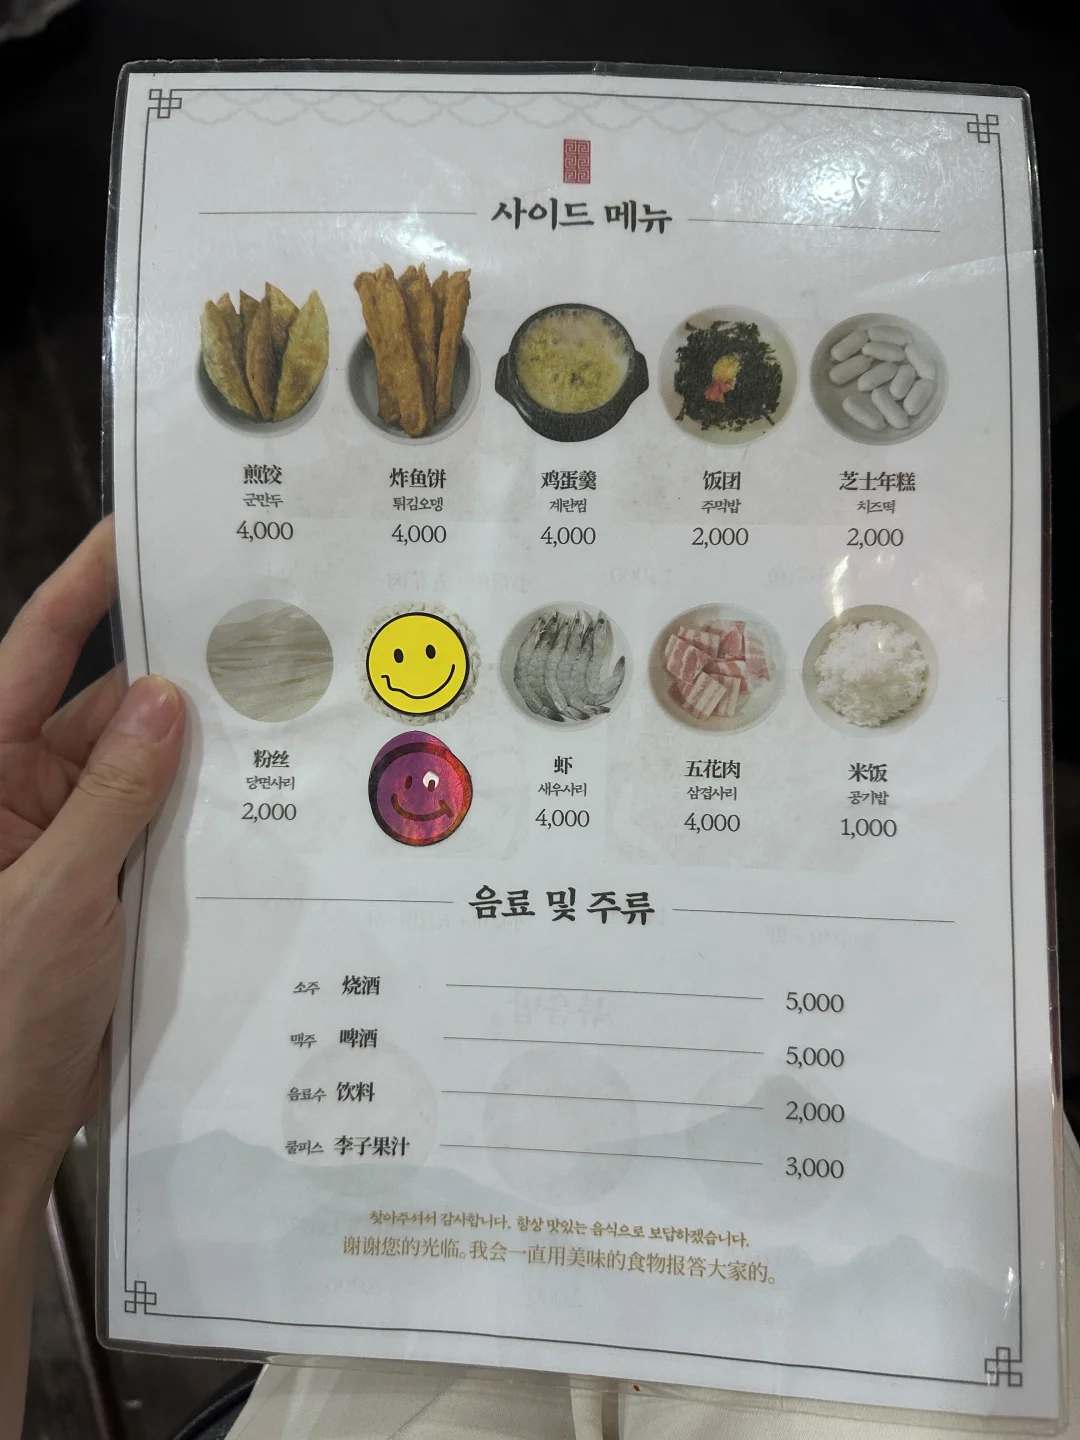 사이드 메뉴
煎饺
군만두
4,000
炸鱼饼
튀김오뎅
4,000
鸡蛋羹
계란찜
4,000
饭团
주먹밥
2,000
芝士年糕
치즈떡
2,000
粉丝
당면사리
2,000
虾
새우사리
4,000
五花肉
삼겹사리
4,000
米饭
공기밥
1,000
음료 및 주류
소주 烧酒 5,000
맥주 啤酒 5,000
음료수 饮料 2,000
쿨피스 李子果汁 3,000
찾아주셔서 감사합니다. 항상 맛있는 음식으로 보답하겠습니다.
谢谢您的光临。我会一直用美味的食物报答大家的。